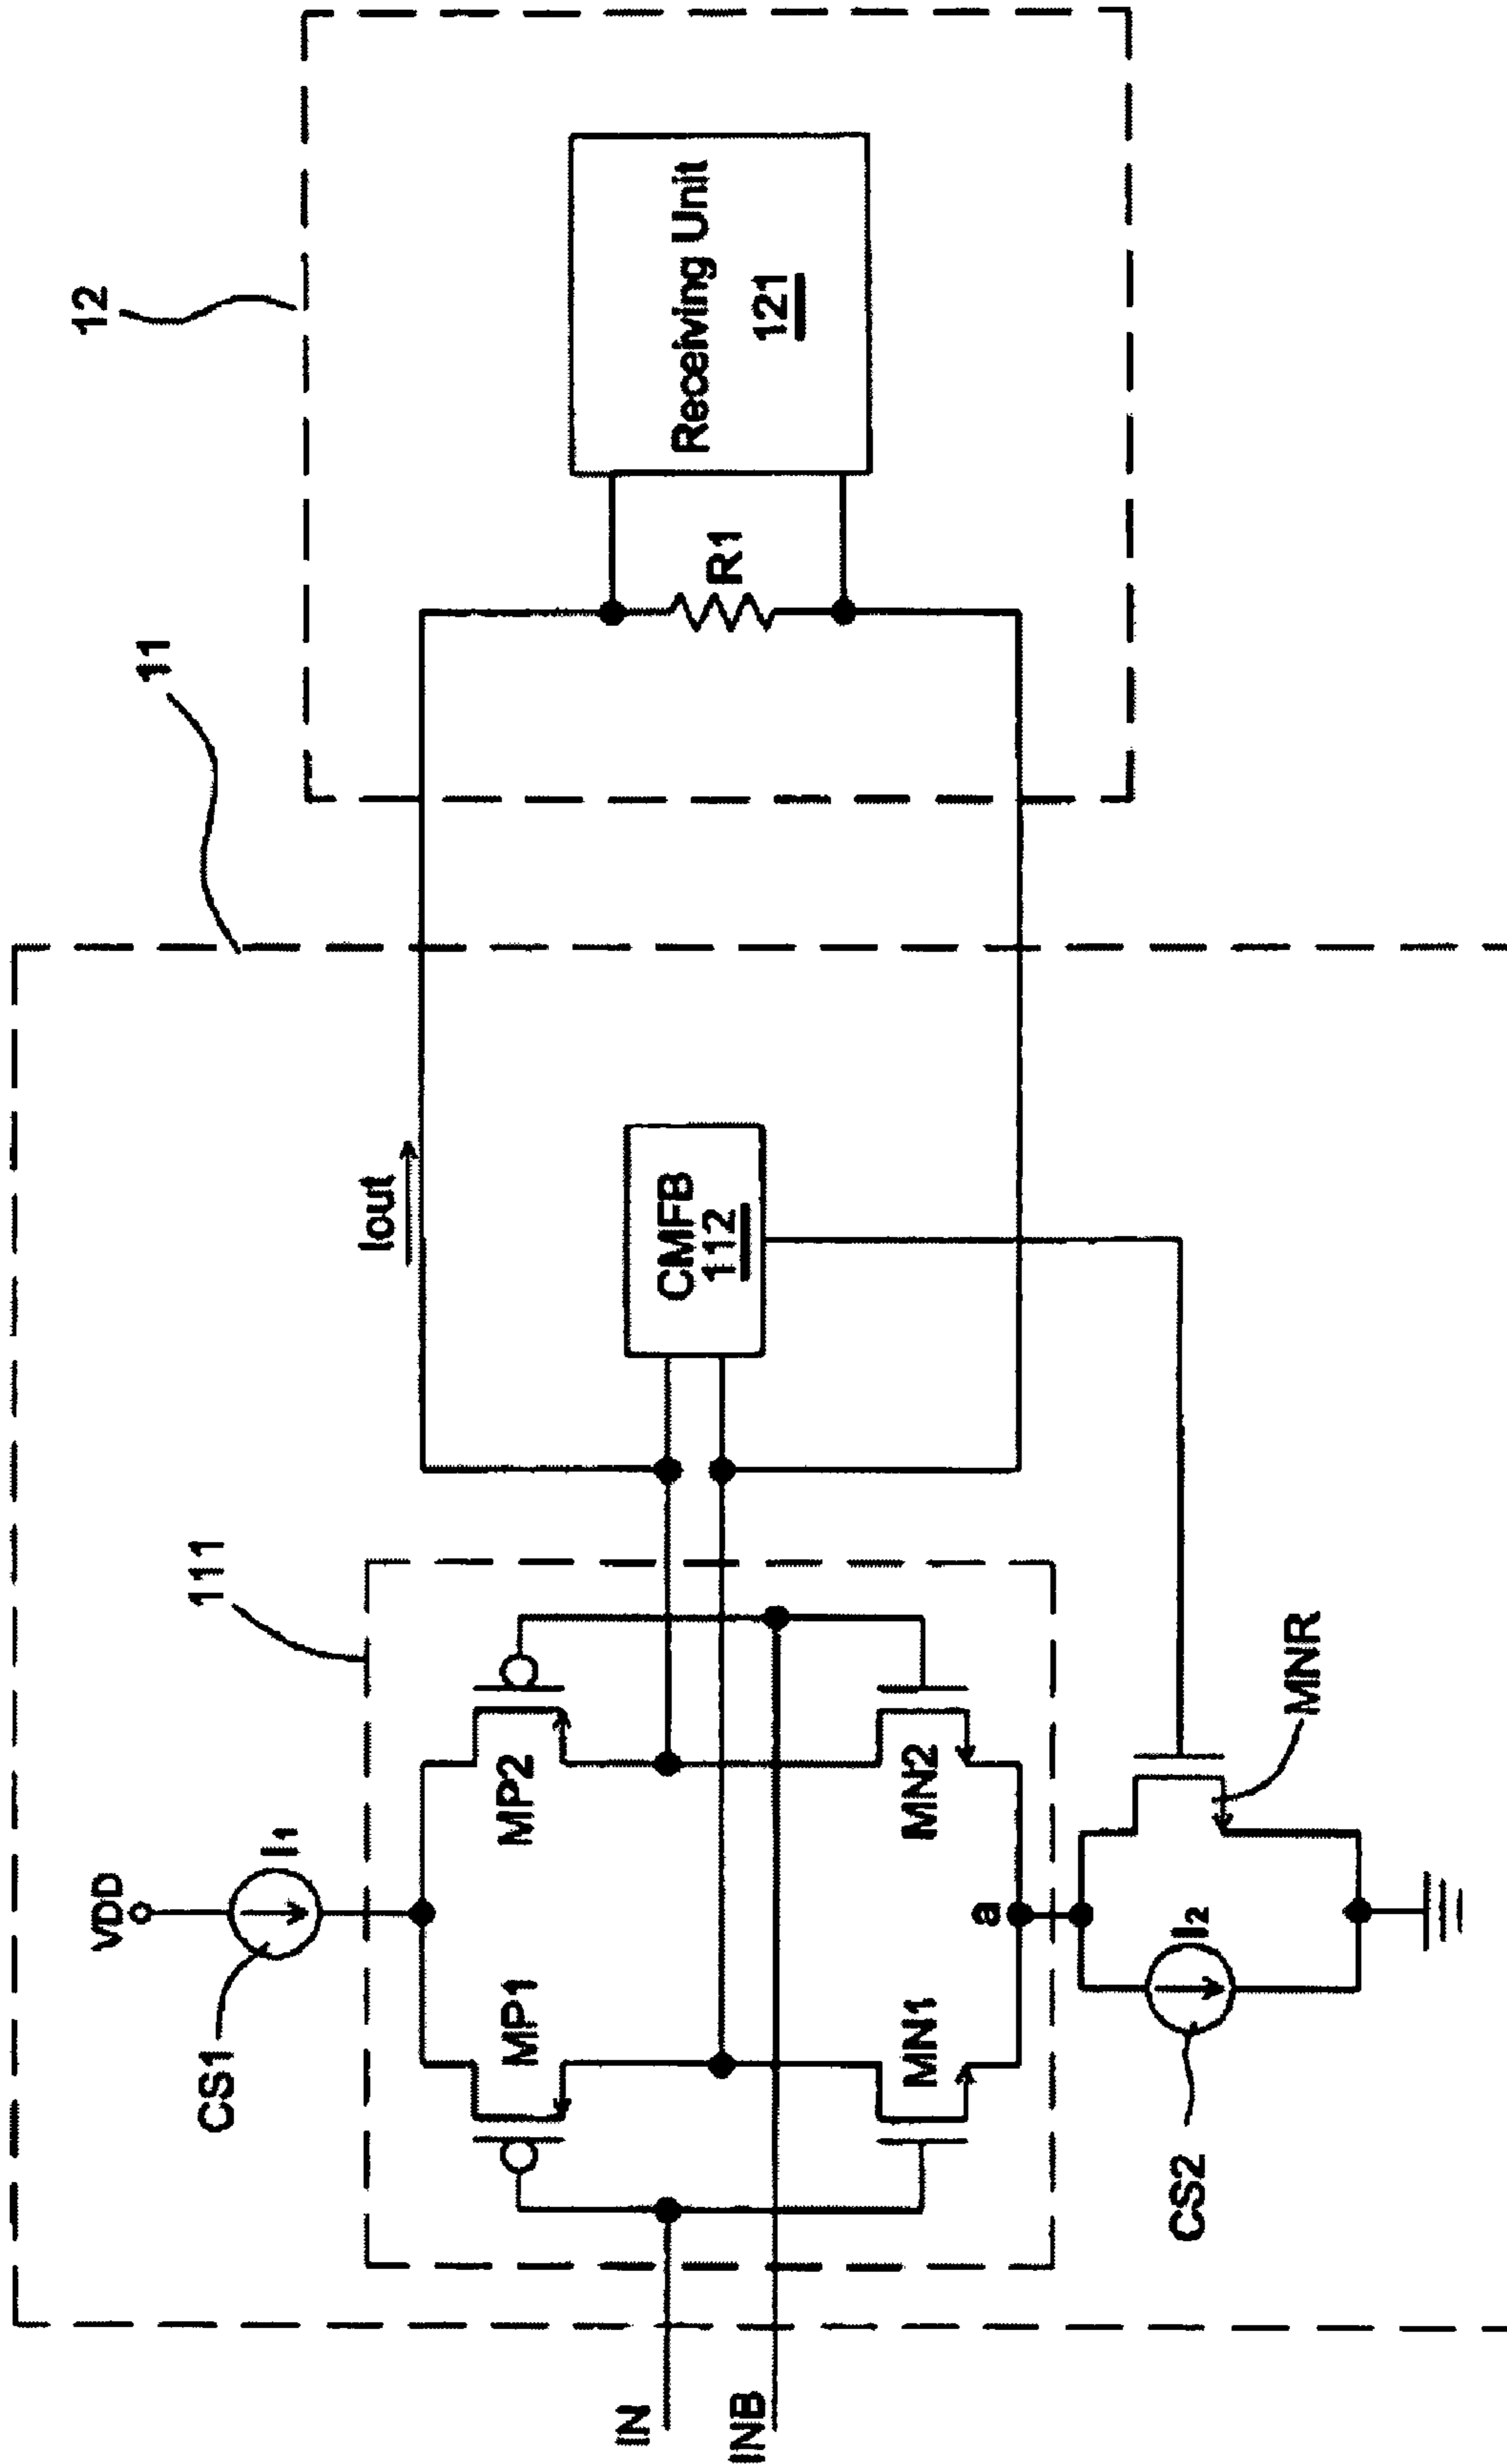 12
11
Iout
Receiving Unit
121
R1
CMFB
112
111
VDD
I1
CS1
MP1
MP2
MN1
MN2
a
IN
INB
I2
CS2
MNR